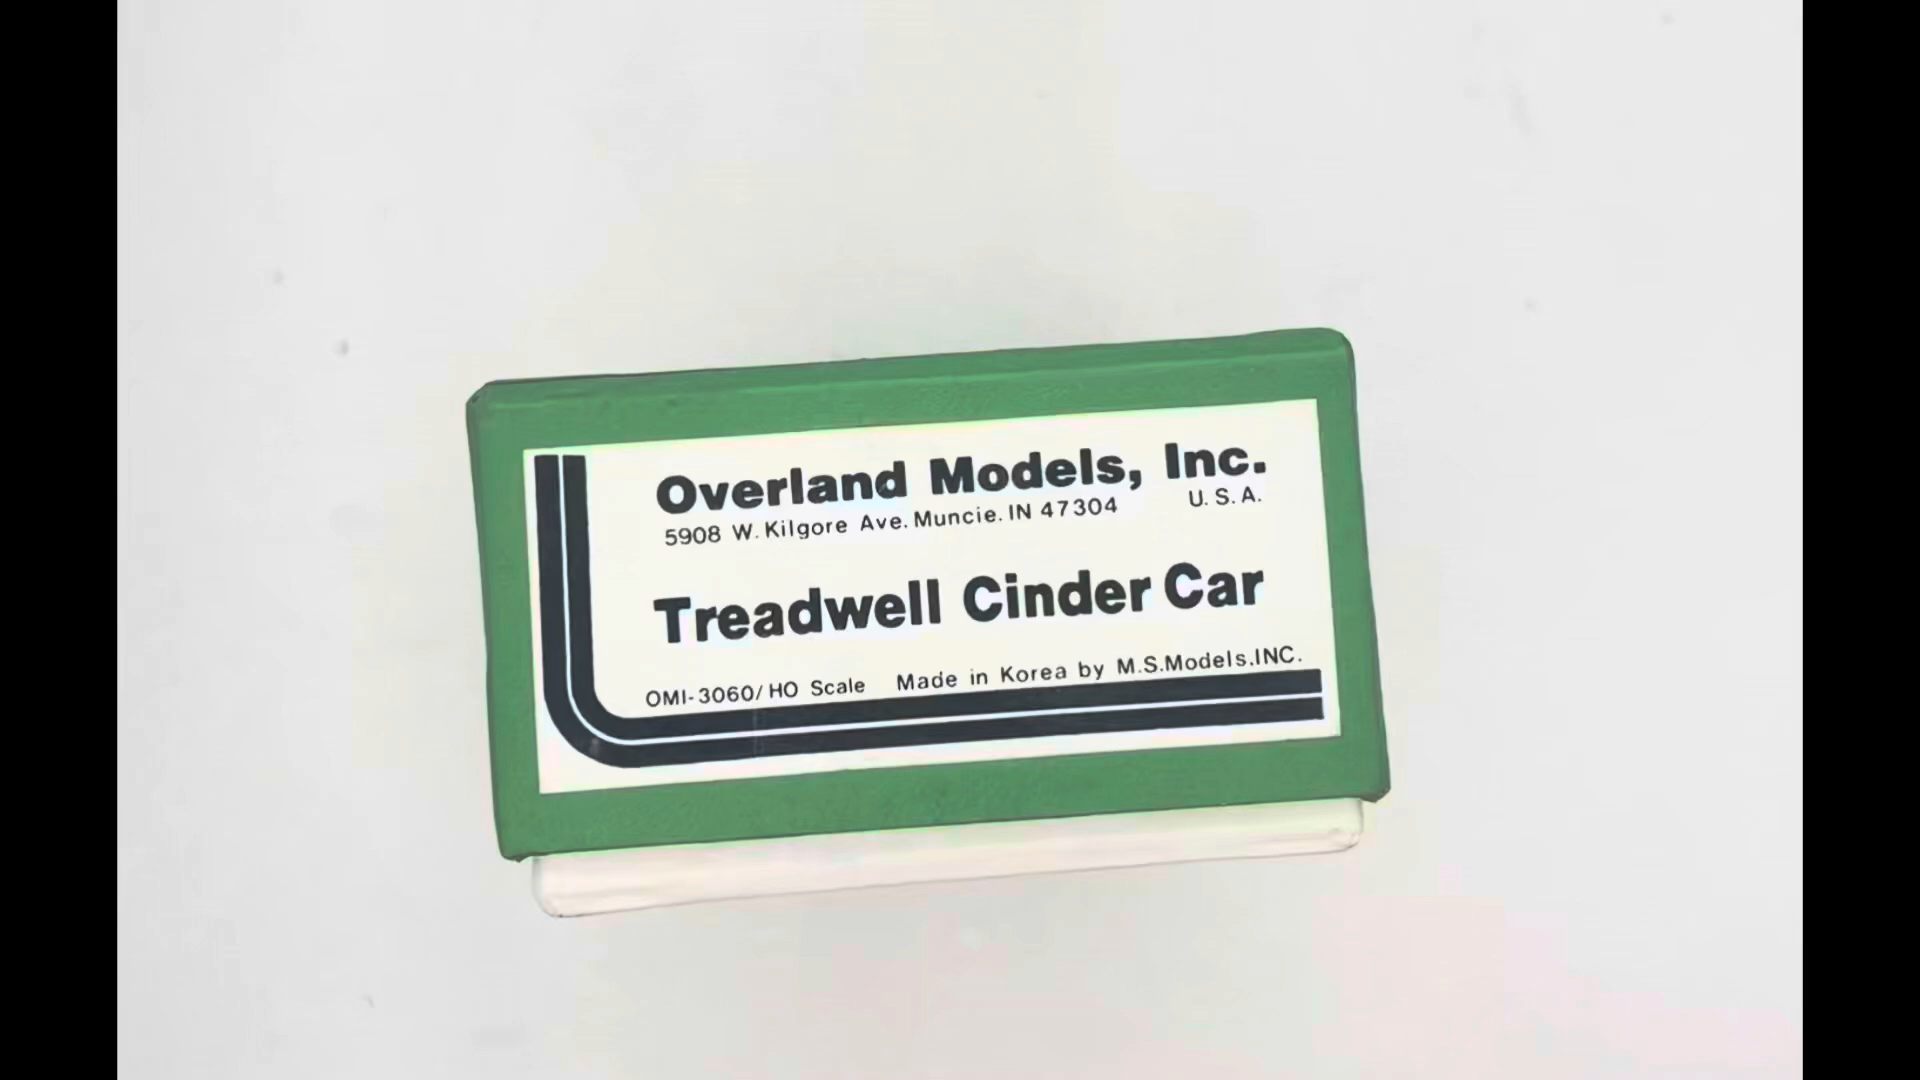 Overland Models, Inc.
5908 W. Kilgore Ave. Muncie. IN 47304 U. S. A.
Treadwell Cinder Car
OMI-3060/ HO Scale Made in Korea by M.S.Models.INC.